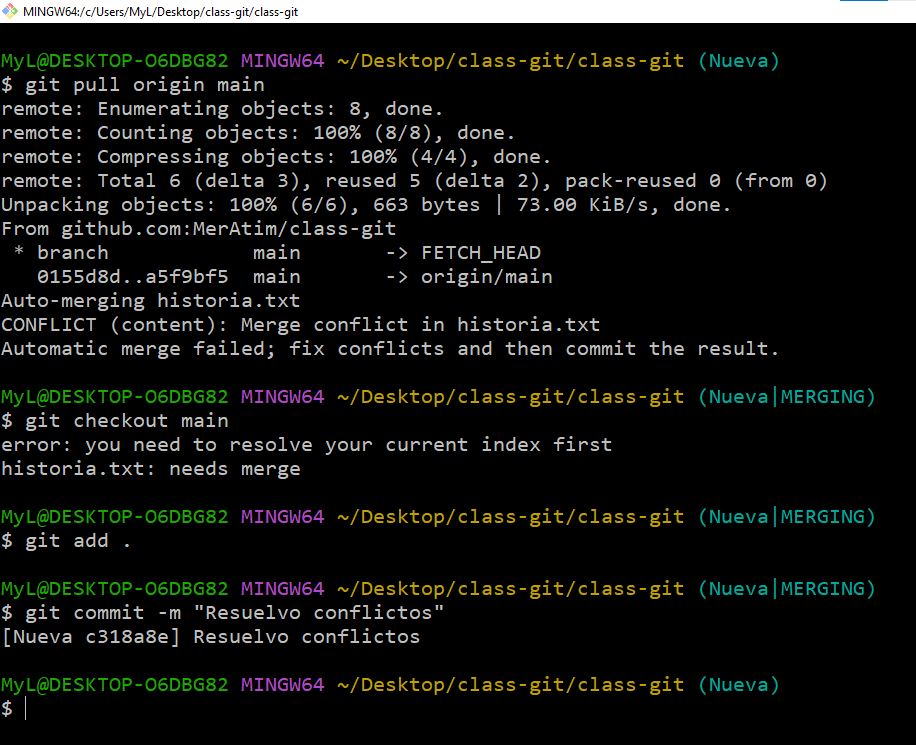 MINGW64:/c/Users/MyL/Desktop/class-git/class-git
MyL@DESKTOP-O6DBG82 MINGW64 ~/Desktop/class-git/class-git (Nueva)
$ git pull origin main
remote: Enumerating objects: 8, done.
remote: Counting objects: 100% (8/8), done.
remote: Compressing objects: 100% (4/4), done.
remote: Total 6 (delta 3), reused 5 (delta 2), pack-reused 0 (from 0)
Unpacking objects: 100% (6/6), 663 bytes | 73.00 KiB/s, done.
From github.com:MerAtim/class-git
 * branch            main       -> FETCH_HEAD
   0155d8d..a5f9bf5  main       -> origin/main
Auto-merging historia.txt
CONFLICT (content): Merge conflict in historia.txt
Automatic merge failed; fix conflicts and then commit the result.
MyL@DESKTOP-O6DBG82 MINGW64 ~/Desktop/class-git/class-git (Nueva|MERGING)
$ git checkout main
error: you need to resolve your current index first
historia.txt: needs merge
MyL@DESKTOP-O6DBG82 MINGW64 ~/Desktop/class-git/class-git (Nueva|MERGING)
$ git add .
MyL@DESKTOP-O6DBG82 MINGW64 ~/Desktop/class-git/class-git (Nueva|MERGING)
$ git commit -m "Resuelvo conflictos"
[Nueva c318a8e] Resuelvo conflictos
MyL@DESKTOP-O6DBG82 MINGW64 ~/Desktop/class-git/class-git (Nueva)
$